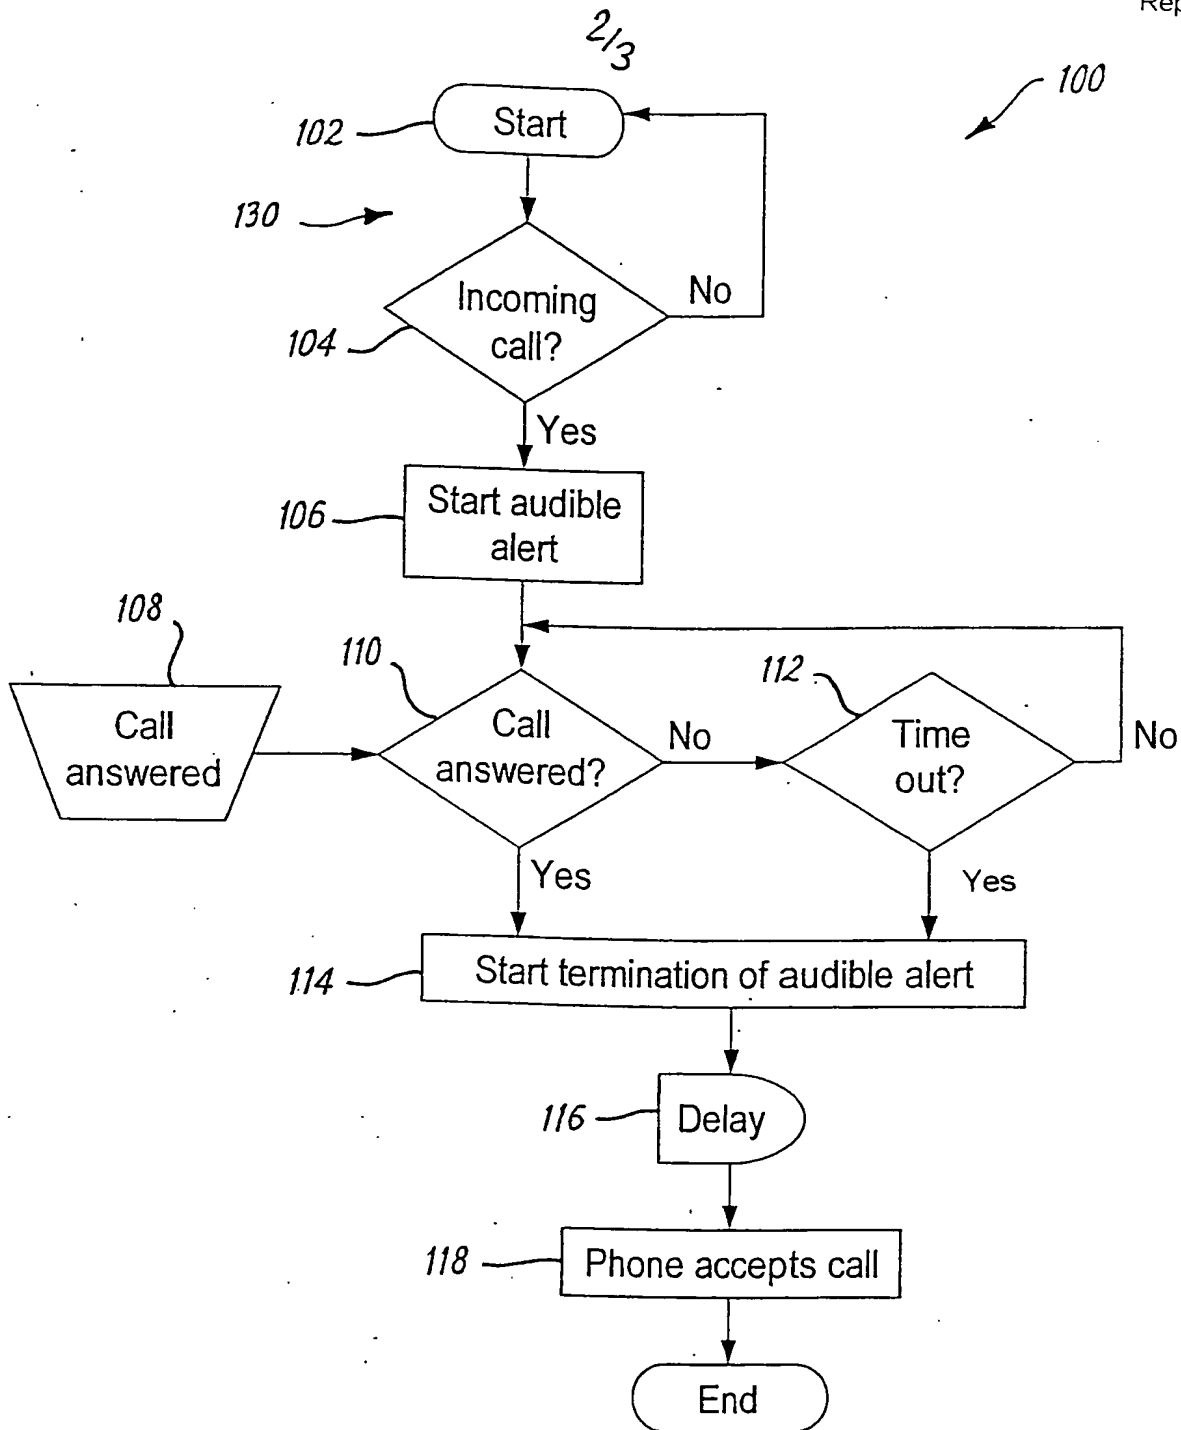 Rep
2/3
100
102
Start
130
Incoming
call?
No
104
Yes
106
Start audible
alert
108
110
112
Call
answered
Call
answered?
No
Time
out?
No
Yes
Yes
114
Start termination of audible alert
116
Delay
118
Phone accepts call
End